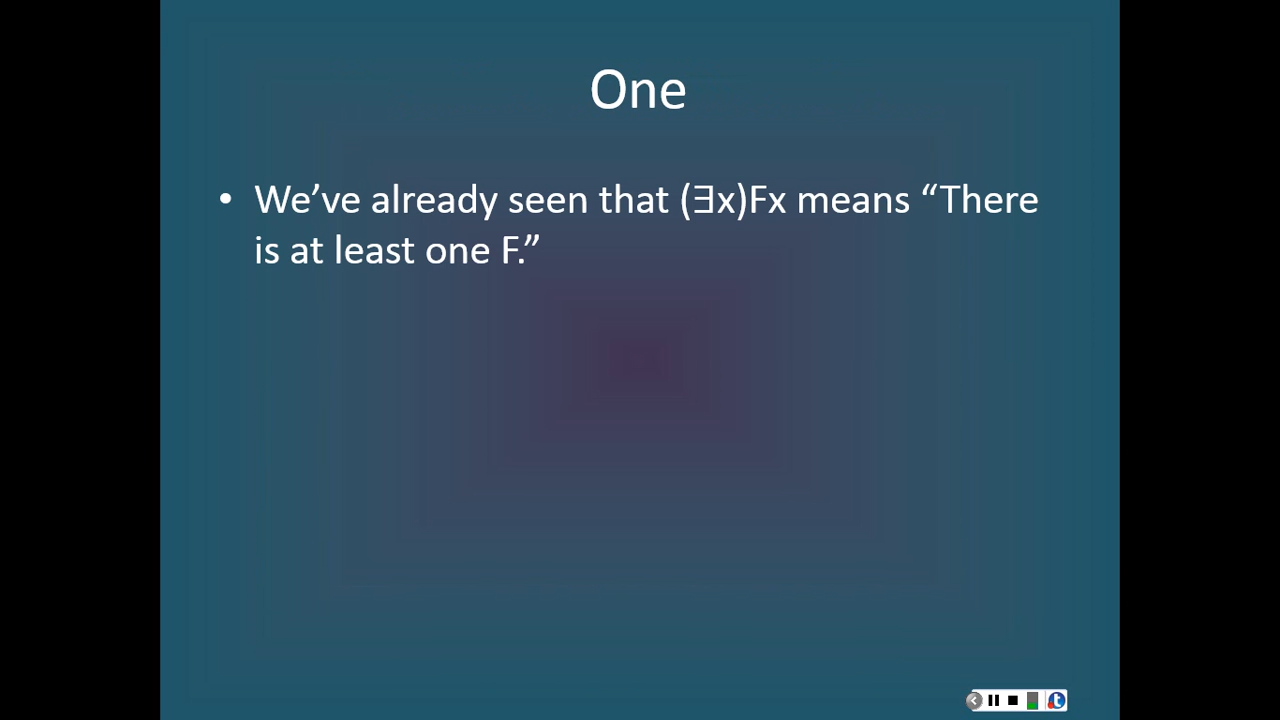 One
• We’ve already seen that (∃x)Fx means “There
is at least one F.”